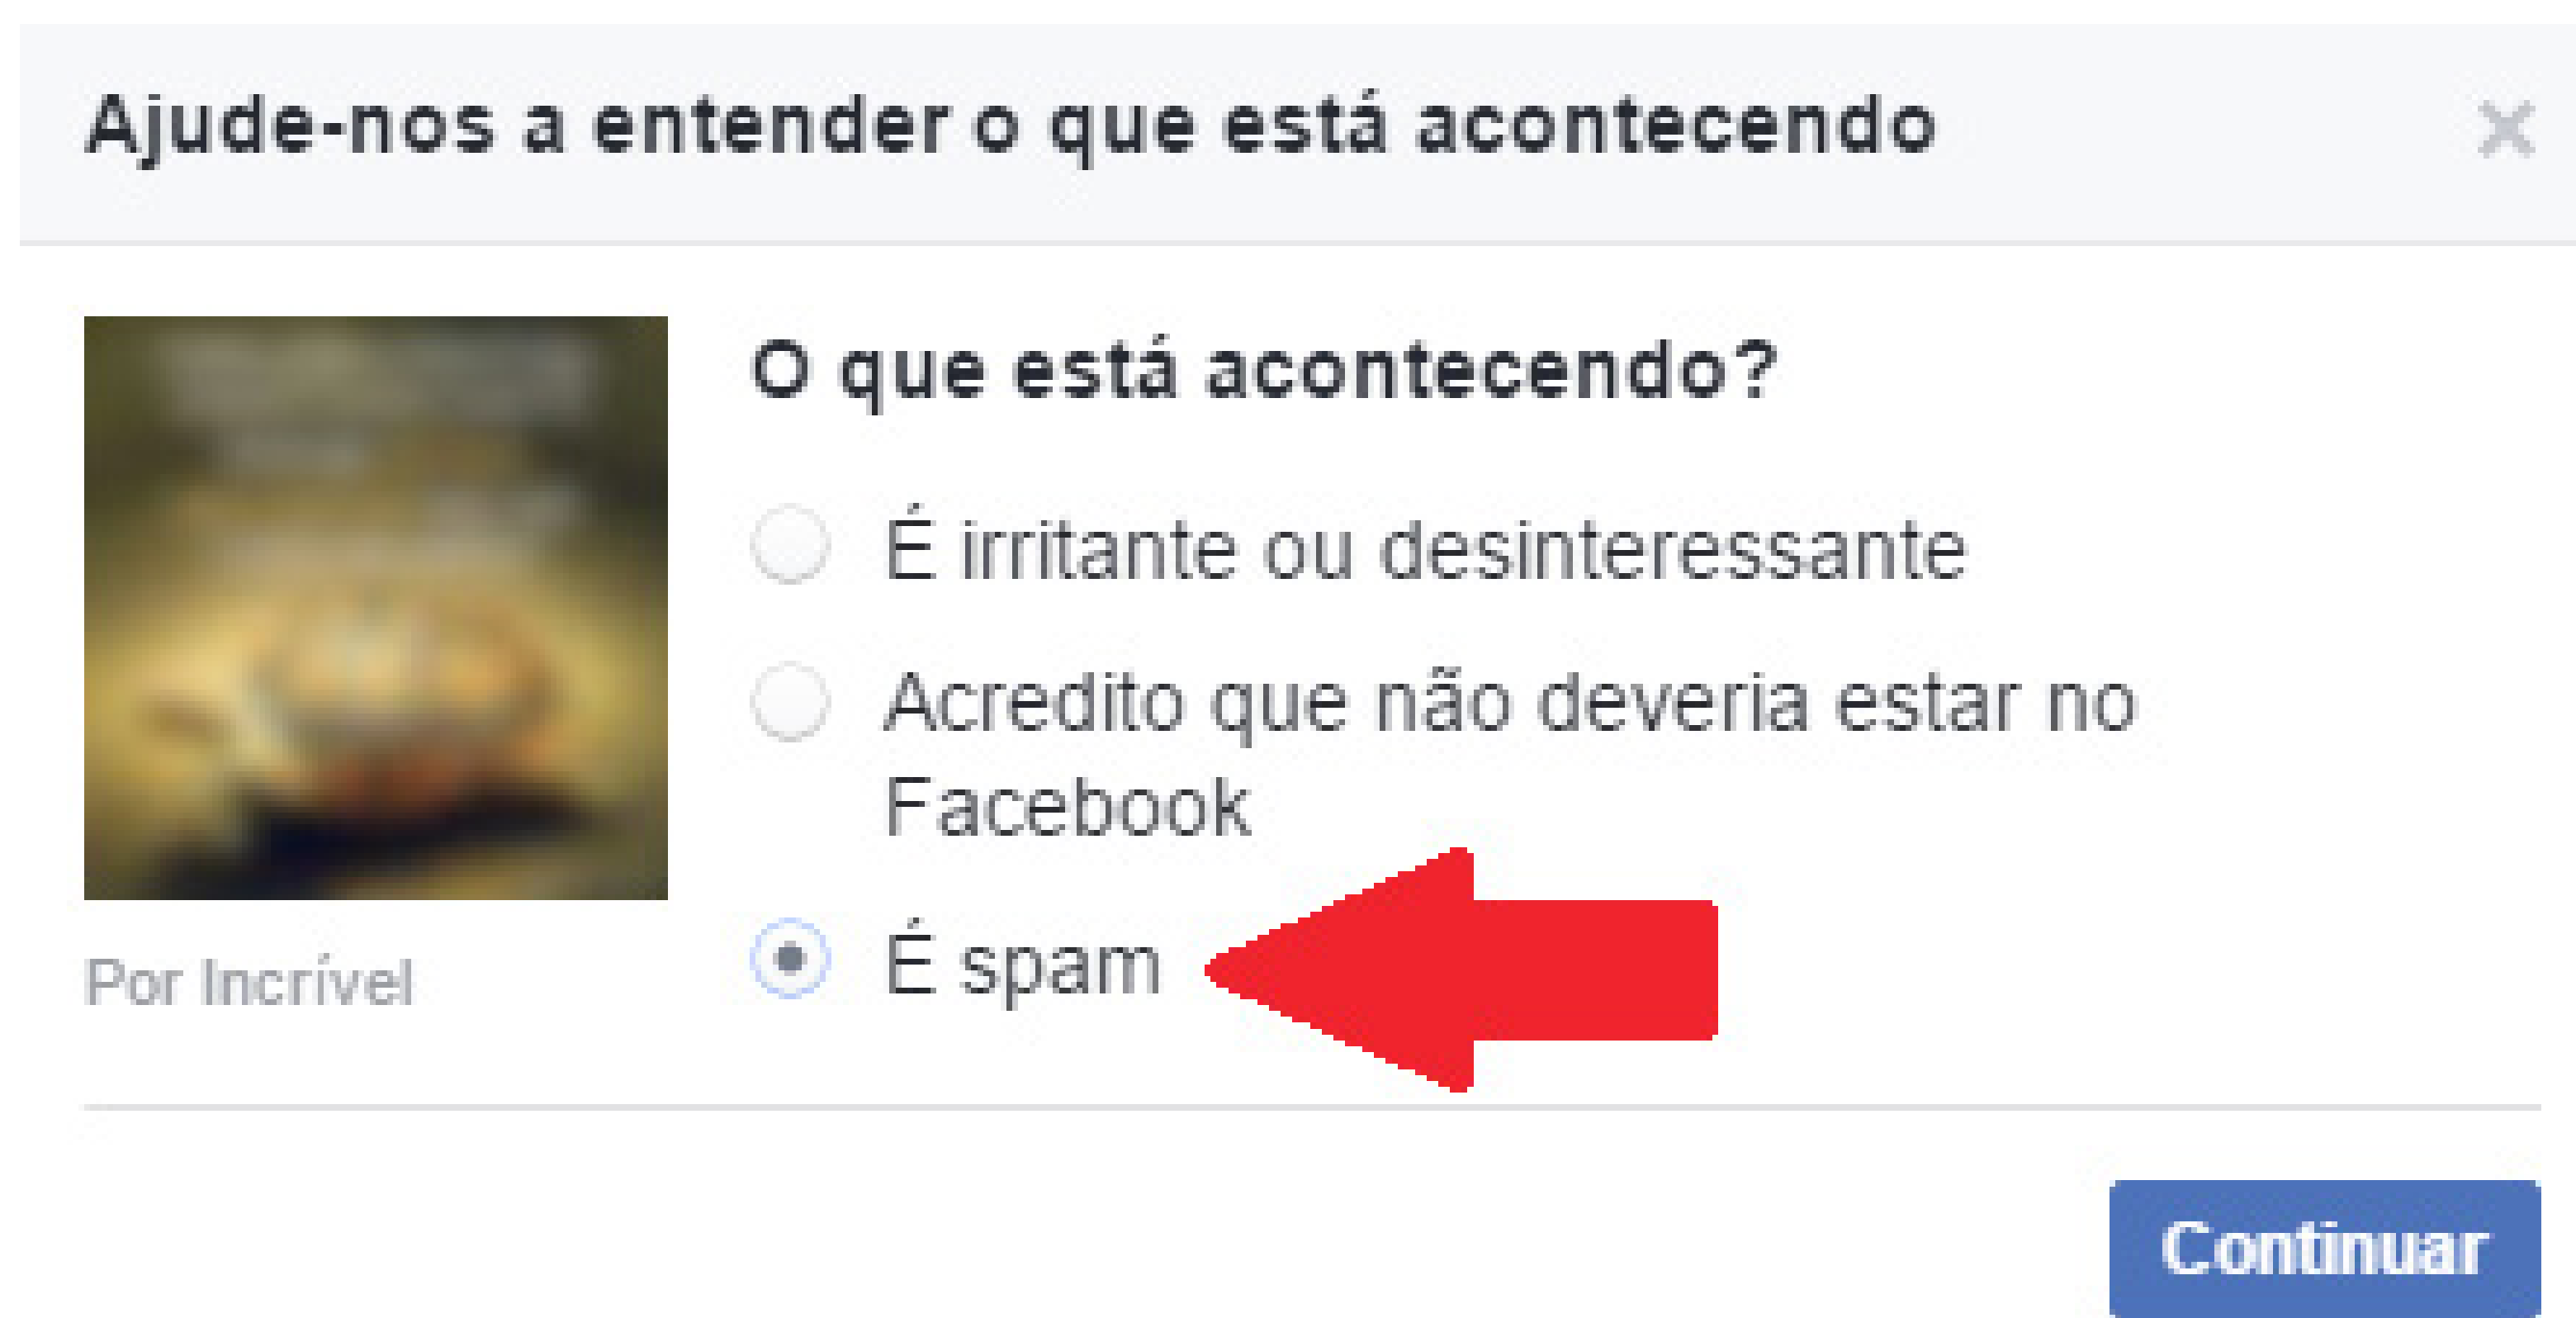 Ajude-nos a entender o que está acontecendo
O que está acontecendo?
É irritante ou desinteressante
Acredito que não deveria estar no
Facebook
É spam
Por Incrível
Continuar